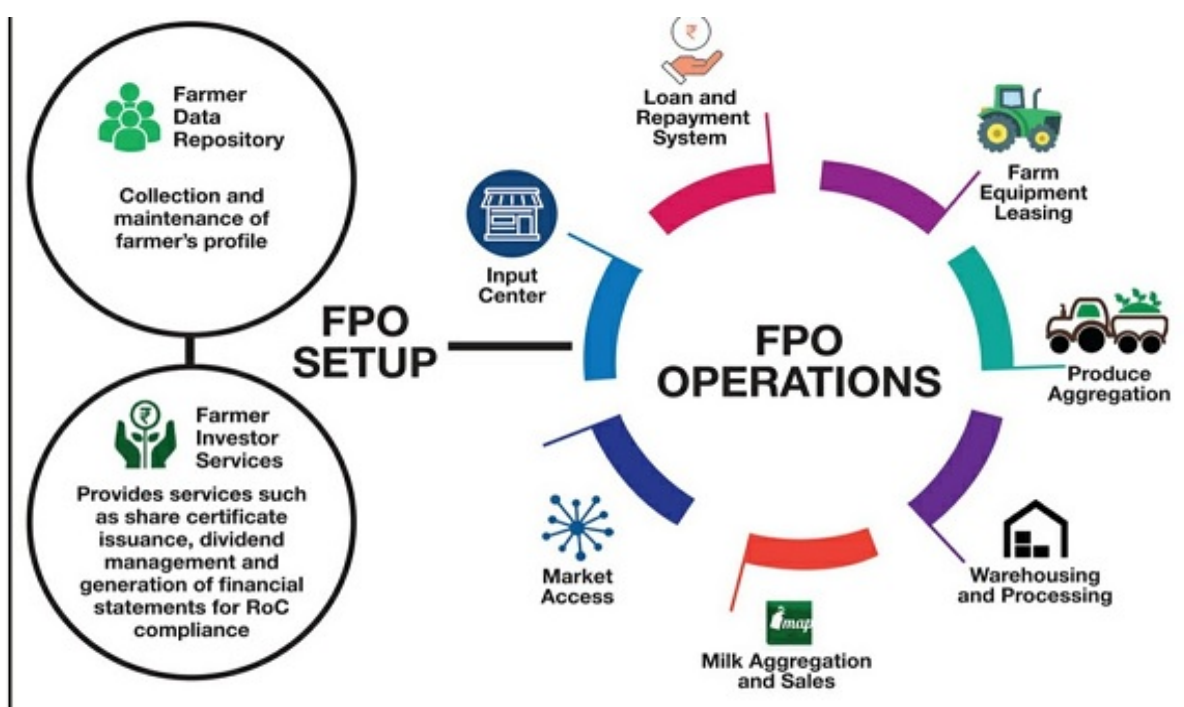 Farmer
Data
Repository
Collection and
maintenance of
farmer's profile
FPO
SETUP
₹
Farmer
Investor
Services
Provides services such
as share certificate
issuance, dividend
management and
generation of financial
statements for RoC
compliance
FPO
OPERATIONS
₹
Loan and
Repayment
System
Farm
Equipment
Leasing
Produce
Aggregation
Warehousing
and Processing
map
Milk Aggregation
and Sales
Market
Access
Input
Center